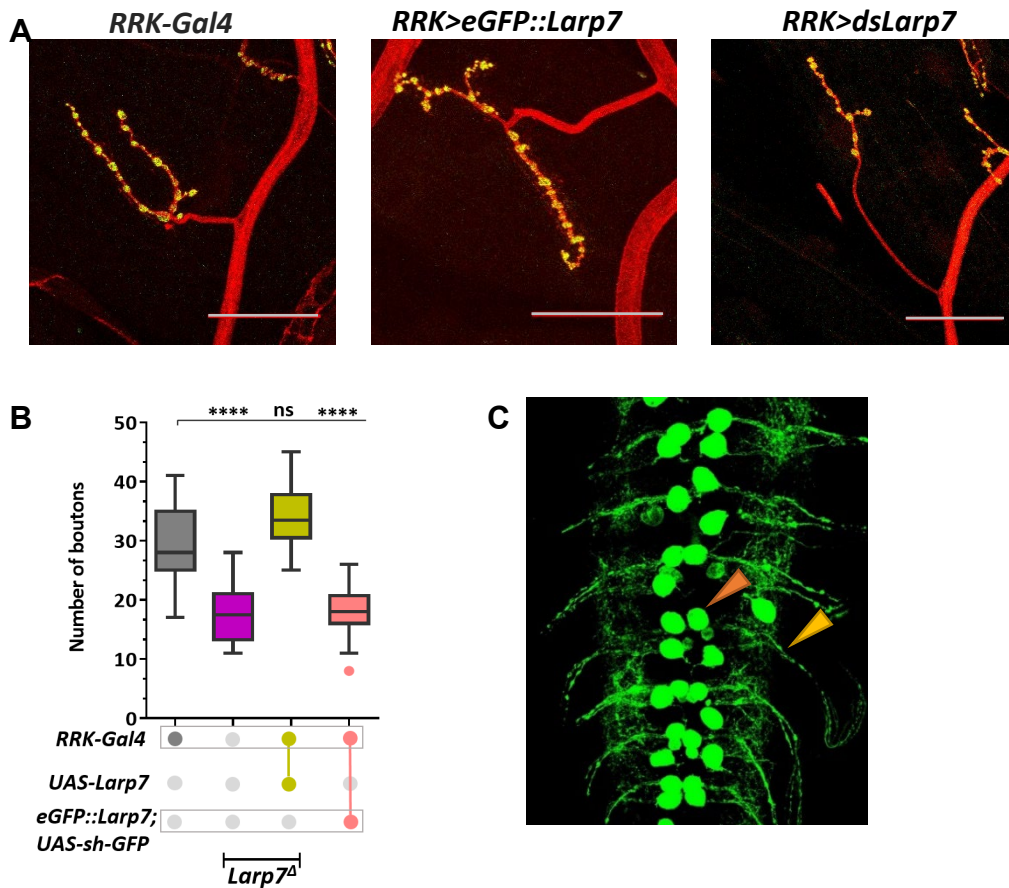 A
RRK-Gal4
RRK>eGFP::Larp7
RRK>dsLarp7
B
C
**** ns ****
Number of boutons
50
40
30
20
10
0
RRK-Gal4
UAS-Larp7
eGFP::Larp7;
UAS-sh-GFP
Larp7Δ